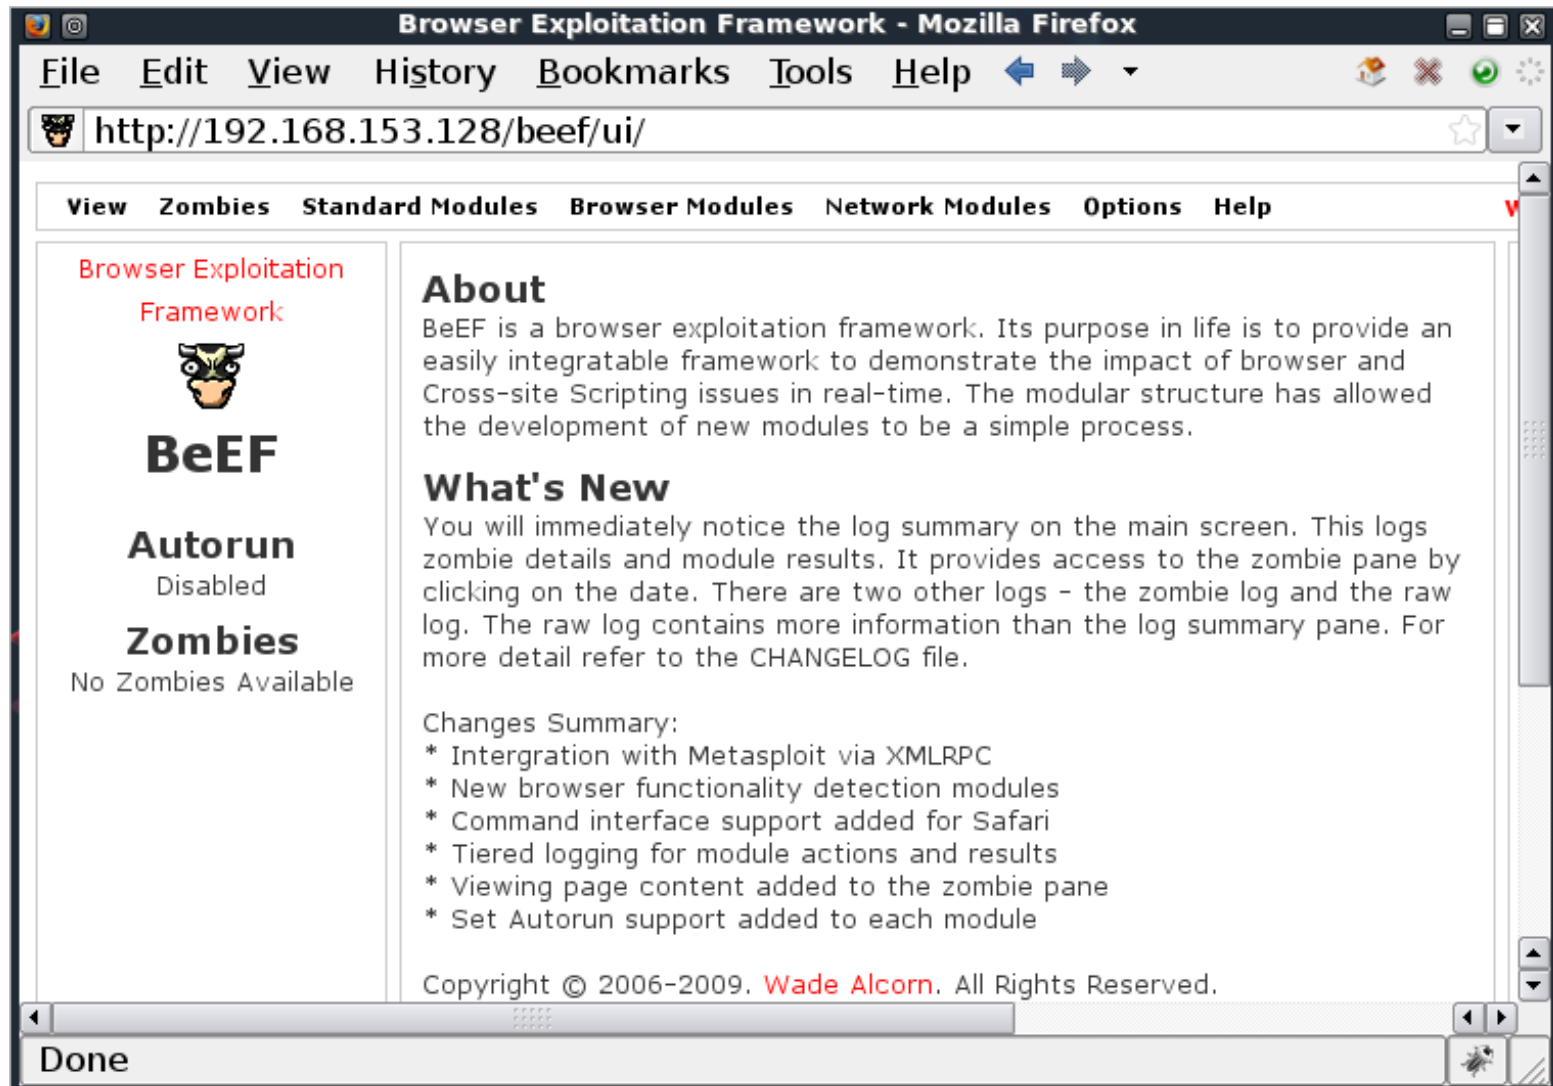 Browser Exploitation Framework - Mozilla Firefox
File Edit View History Bookmarks Tools Help
http://192.168.153.128/beef/ui/
View Zombies Standard Modules Browser Modules Network Modules Options Help
Browser Exploitation
Framework
BeEF
Autorun
Disabled
Zombies
No Zombies Available
About
BeEF is a browser exploitation framework. Its purpose in life is to provide an
easily integratable framework to demonstrate the impact of browser and
Cross-site Scripting issues in real-time. The modular structure has allowed
the development of new modules to be a simple process.
What's New
You will immediately notice the log summary on the main screen. This logs
zombie details and module results. It provides access to the zombie pane by
clicking on the date. There are two other logs - the zombie log and the raw
log. The raw log contains more information than the log summary pane. For
more detail refer to the CHANGELOG file.
Changes Summary:
* Intergration with Metasploit via XMLRPC
* New browser functionality detection modules
* Command interface support added for Safari
* Tiered logging for module actions and results
* Viewing page content added to the zombie pane
* Set Autorun support added to each module
Copyright © 2006-2009. Wade Alcorn. All Rights Reserved.
Done